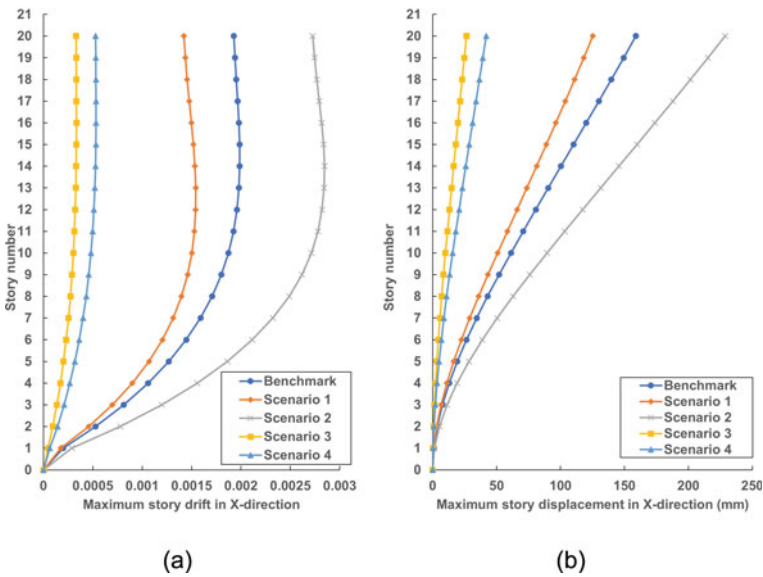 21
20
19
18
17
16
15
14
13
12
11
10
9
8
7
6
5
4
3
2
1
0
Story number
0 0.0005 0.001 0.0015 0.002 0.0025 0.003
Maximum story drift in X-direction
Benchmark
Scenario 1
Scenario 2
Scenario 3
Scenario 4
(a)
21
20
19
18
17
16
15
14
13
12
11
10
9
8
7
6
5
4
3
2
1
0
Story number
0 50 100 150 200 250
Maximum story displacement in X-direction (mm)
Benchmark
Scenario 1
Scenario 2
Scenario 3
Scenario 4
(b)